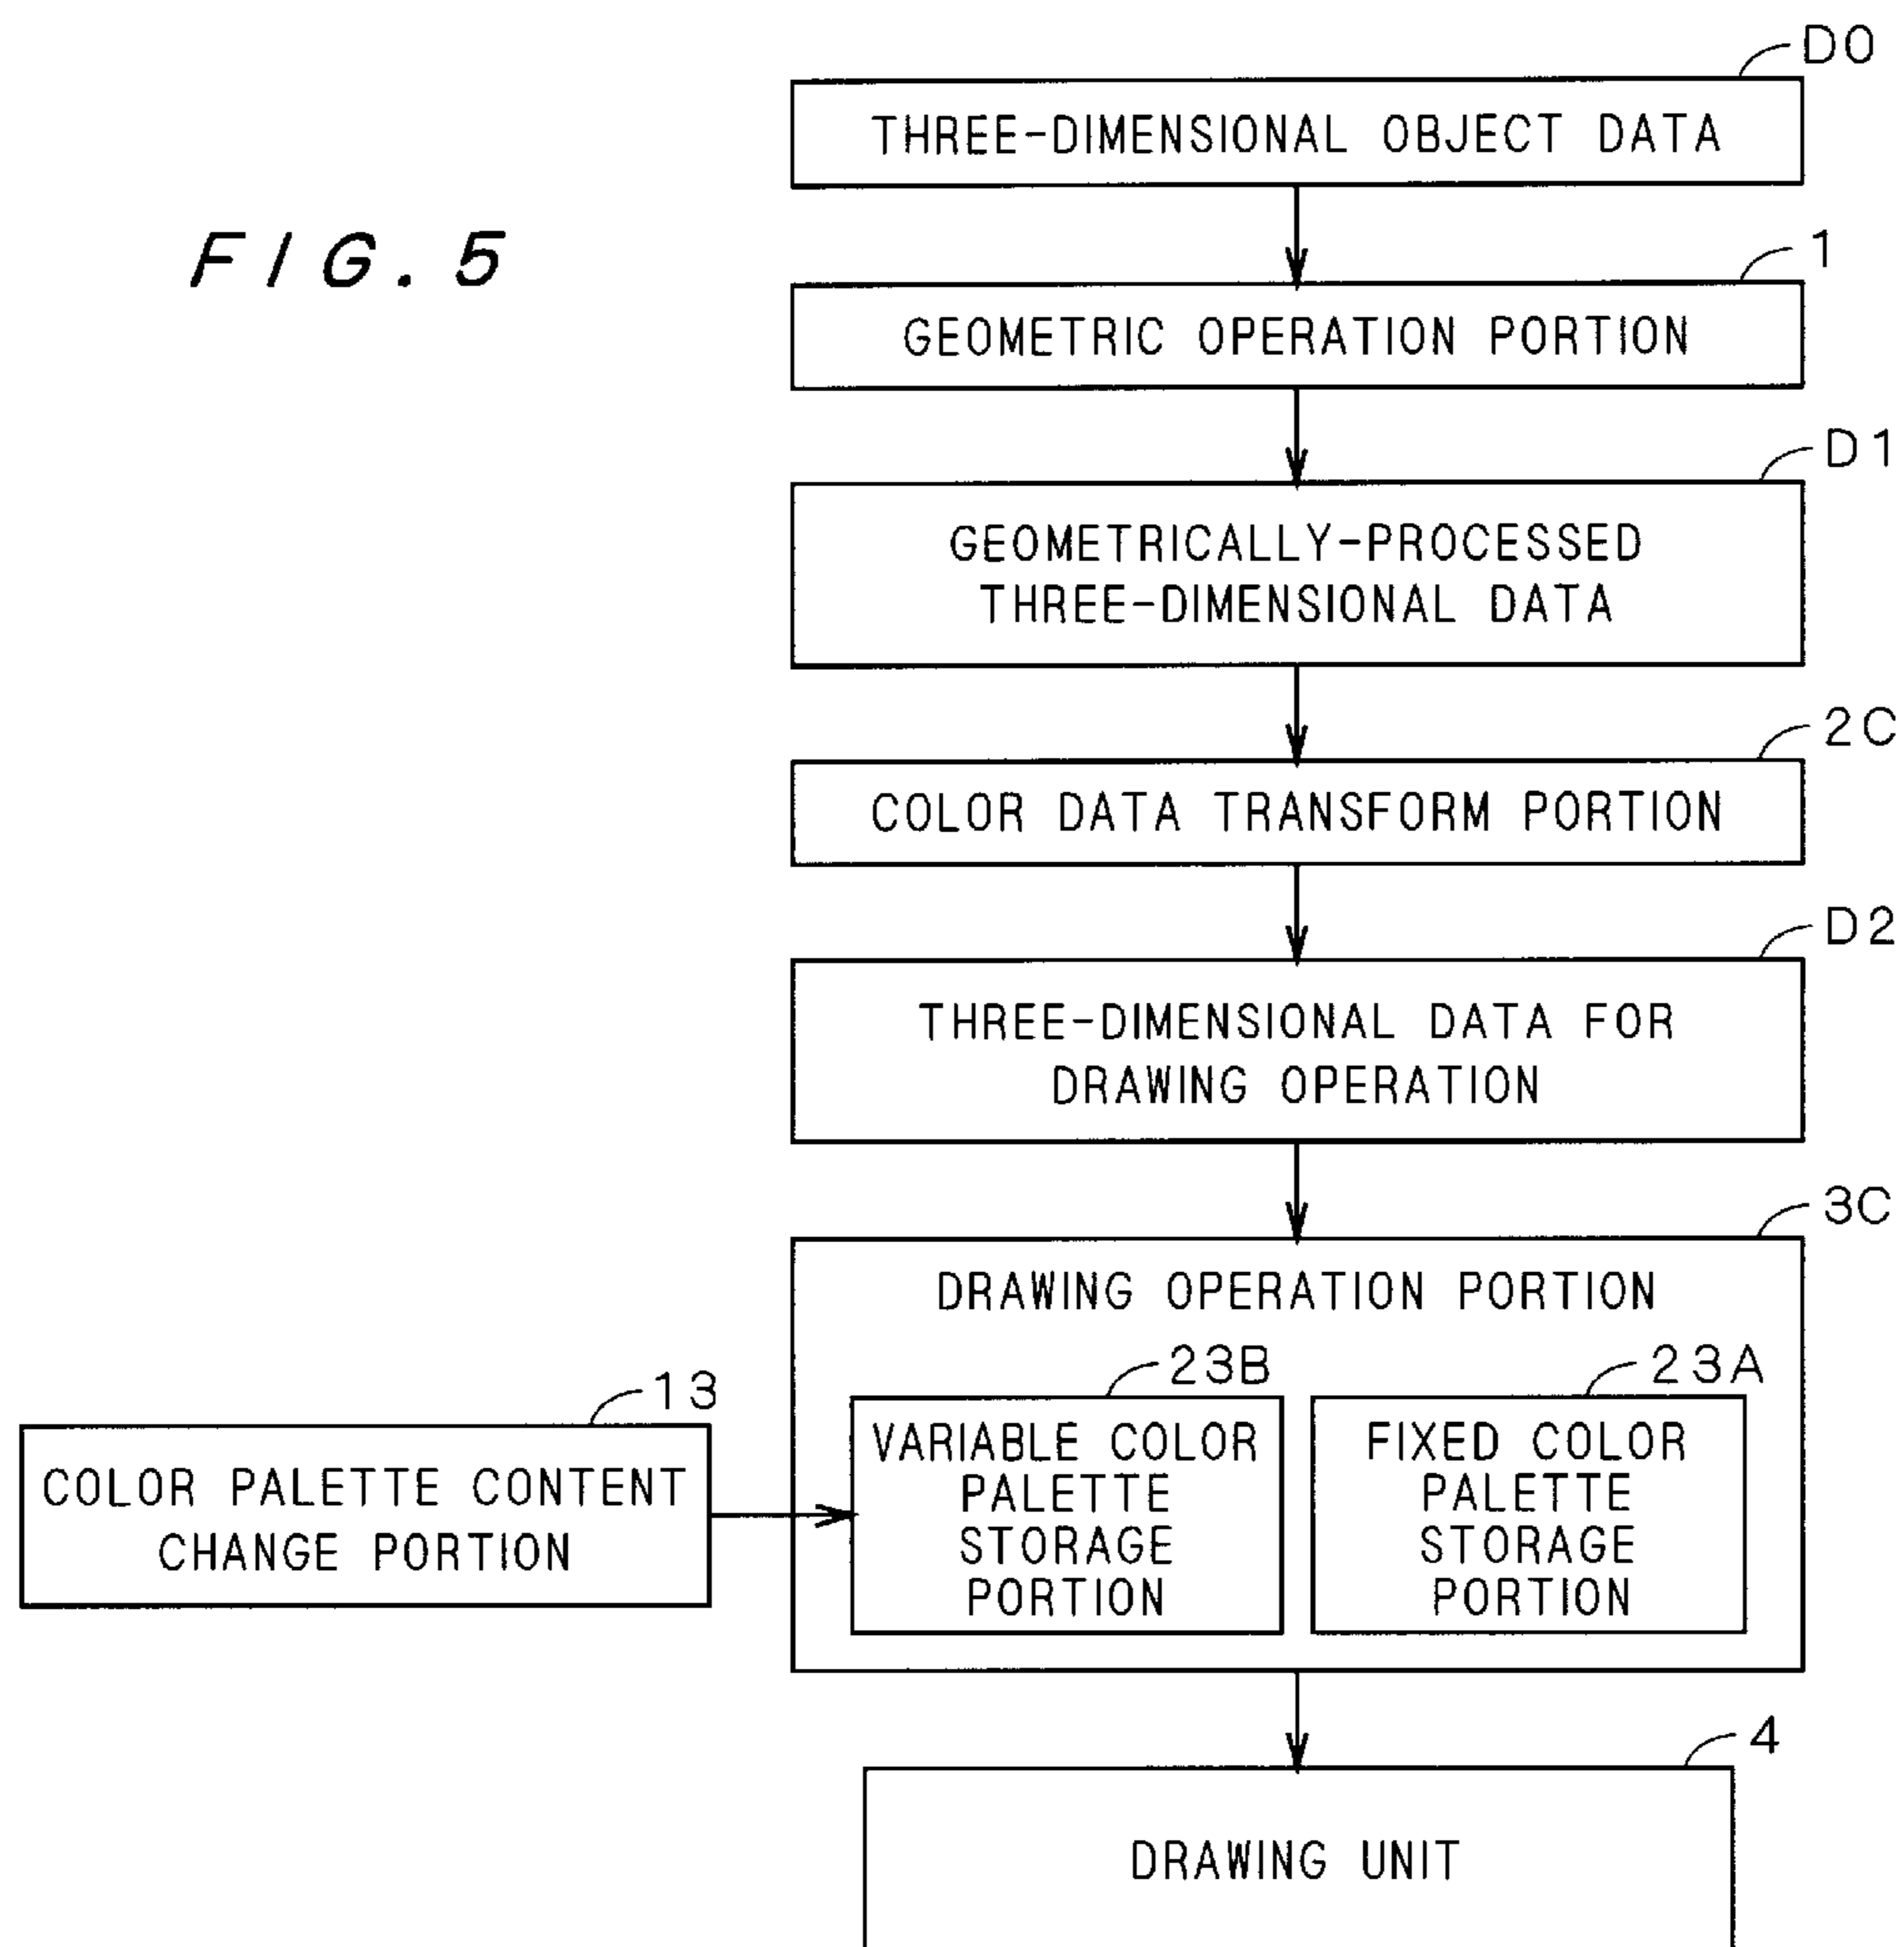 FIG. 5
D0
THREE-DIMENSIONAL OBJECT DATA
1
GEOMETRIC OPERATION PORTION
D1
GEOMETRICALLY-PROCESSED
THREE-DIMENSIONAL DATA
2C
COLOR DATA TRANSFORM PORTION
D2
THREE-DIMENSIONAL DATA FOR
DRAWING OPERATION
3C
DRAWING OPERATION PORTION
13
COLOR PALETTE CONTENT
CHANGE PORTION
23B
VARIABLE COLOR
PALETTE
STORAGE
PORTION
23A
FIXED COLOR
PALETTE
STORAGE
PORTION
4
DRAWING UNIT